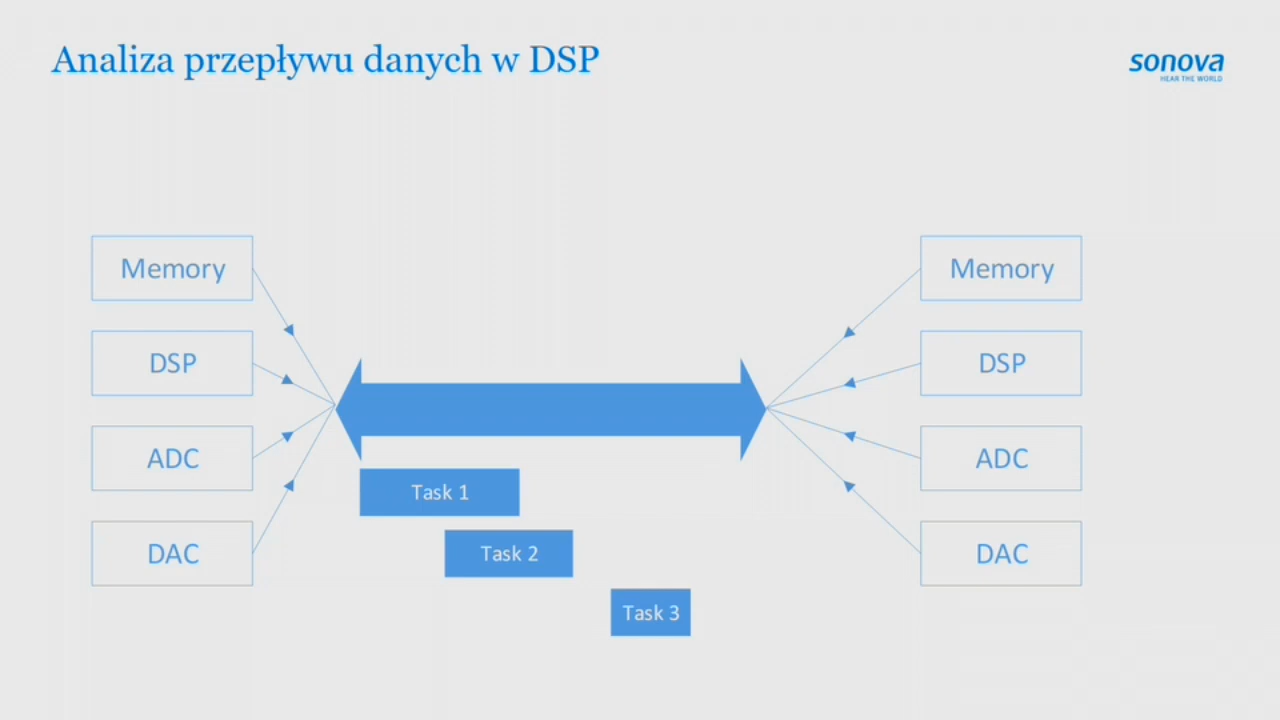 Analiza przepływu danych w DSP
sonova
HEAR THE WORLD
Memory
DSP
ADC
DAC
Task 1
Task 2
Task 3
Memory
DSP
ADC
DAC